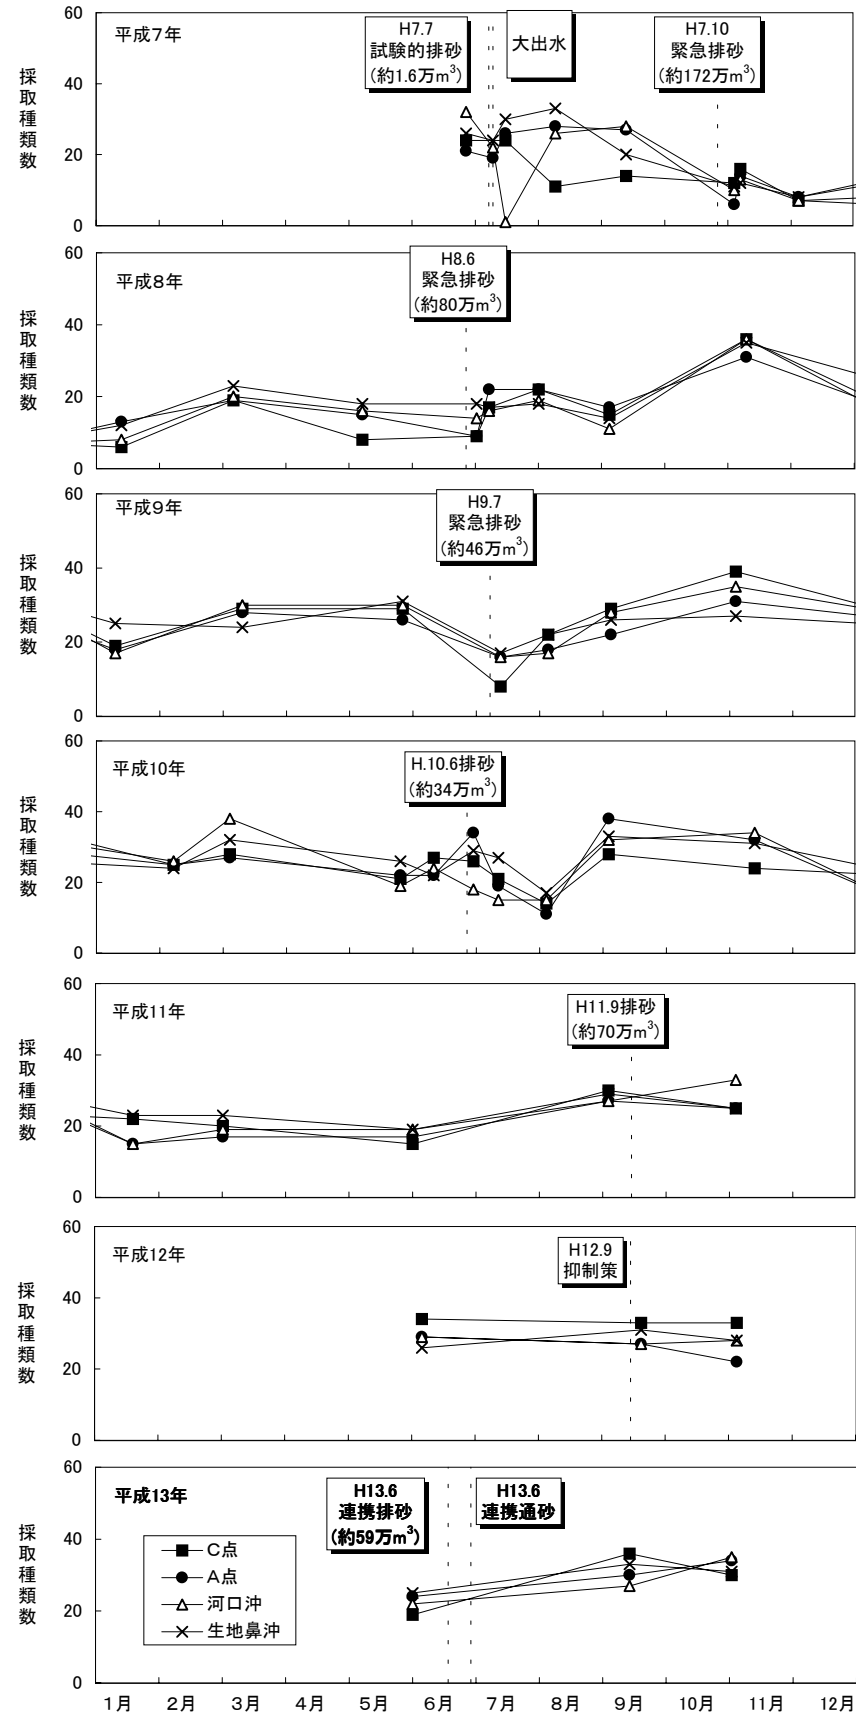 平成7年
H7.7
試験的排砂
(約1.6万m³)
大出水
H7.10
緊急排砂
(約172万m³)
採取種類数
60
40
20
0
平成8年
H8.6
緊急排砂
(約80万m³)
採取種類数
60
40
20
0
平成9年
H9.7
緊急排砂
(約46万m³)
採取種類数
60
40
20
0
平成10年
H.10.6排砂
(約34万m³)
採取種類数
60
40
20
0
平成11年
H11.9排砂
(約70万m³)
採取種類数
60
40
20
0
平成12年
H12.9
抑制策
採取種類数
60
40
20
0
平成13年
H13.6
連携排砂
(約59万m³)
H13.6
連携通砂
採取種類数
60
40
20
0
C点
A点
河口沖
生地鼻沖
1月 2月 3月 4月 5月 6月 7月 8月 9月 10月 11月 12月